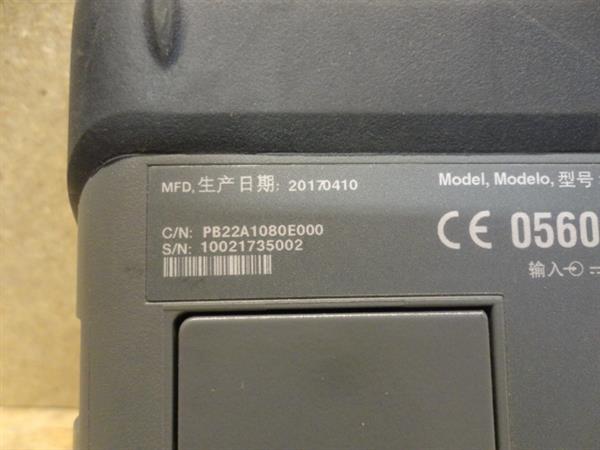 MFD, 生产日期: 20170410
Model, Modelo, 型号
C/N: PB22A1080E000
S/N: 10021735002
CE 0560
输入